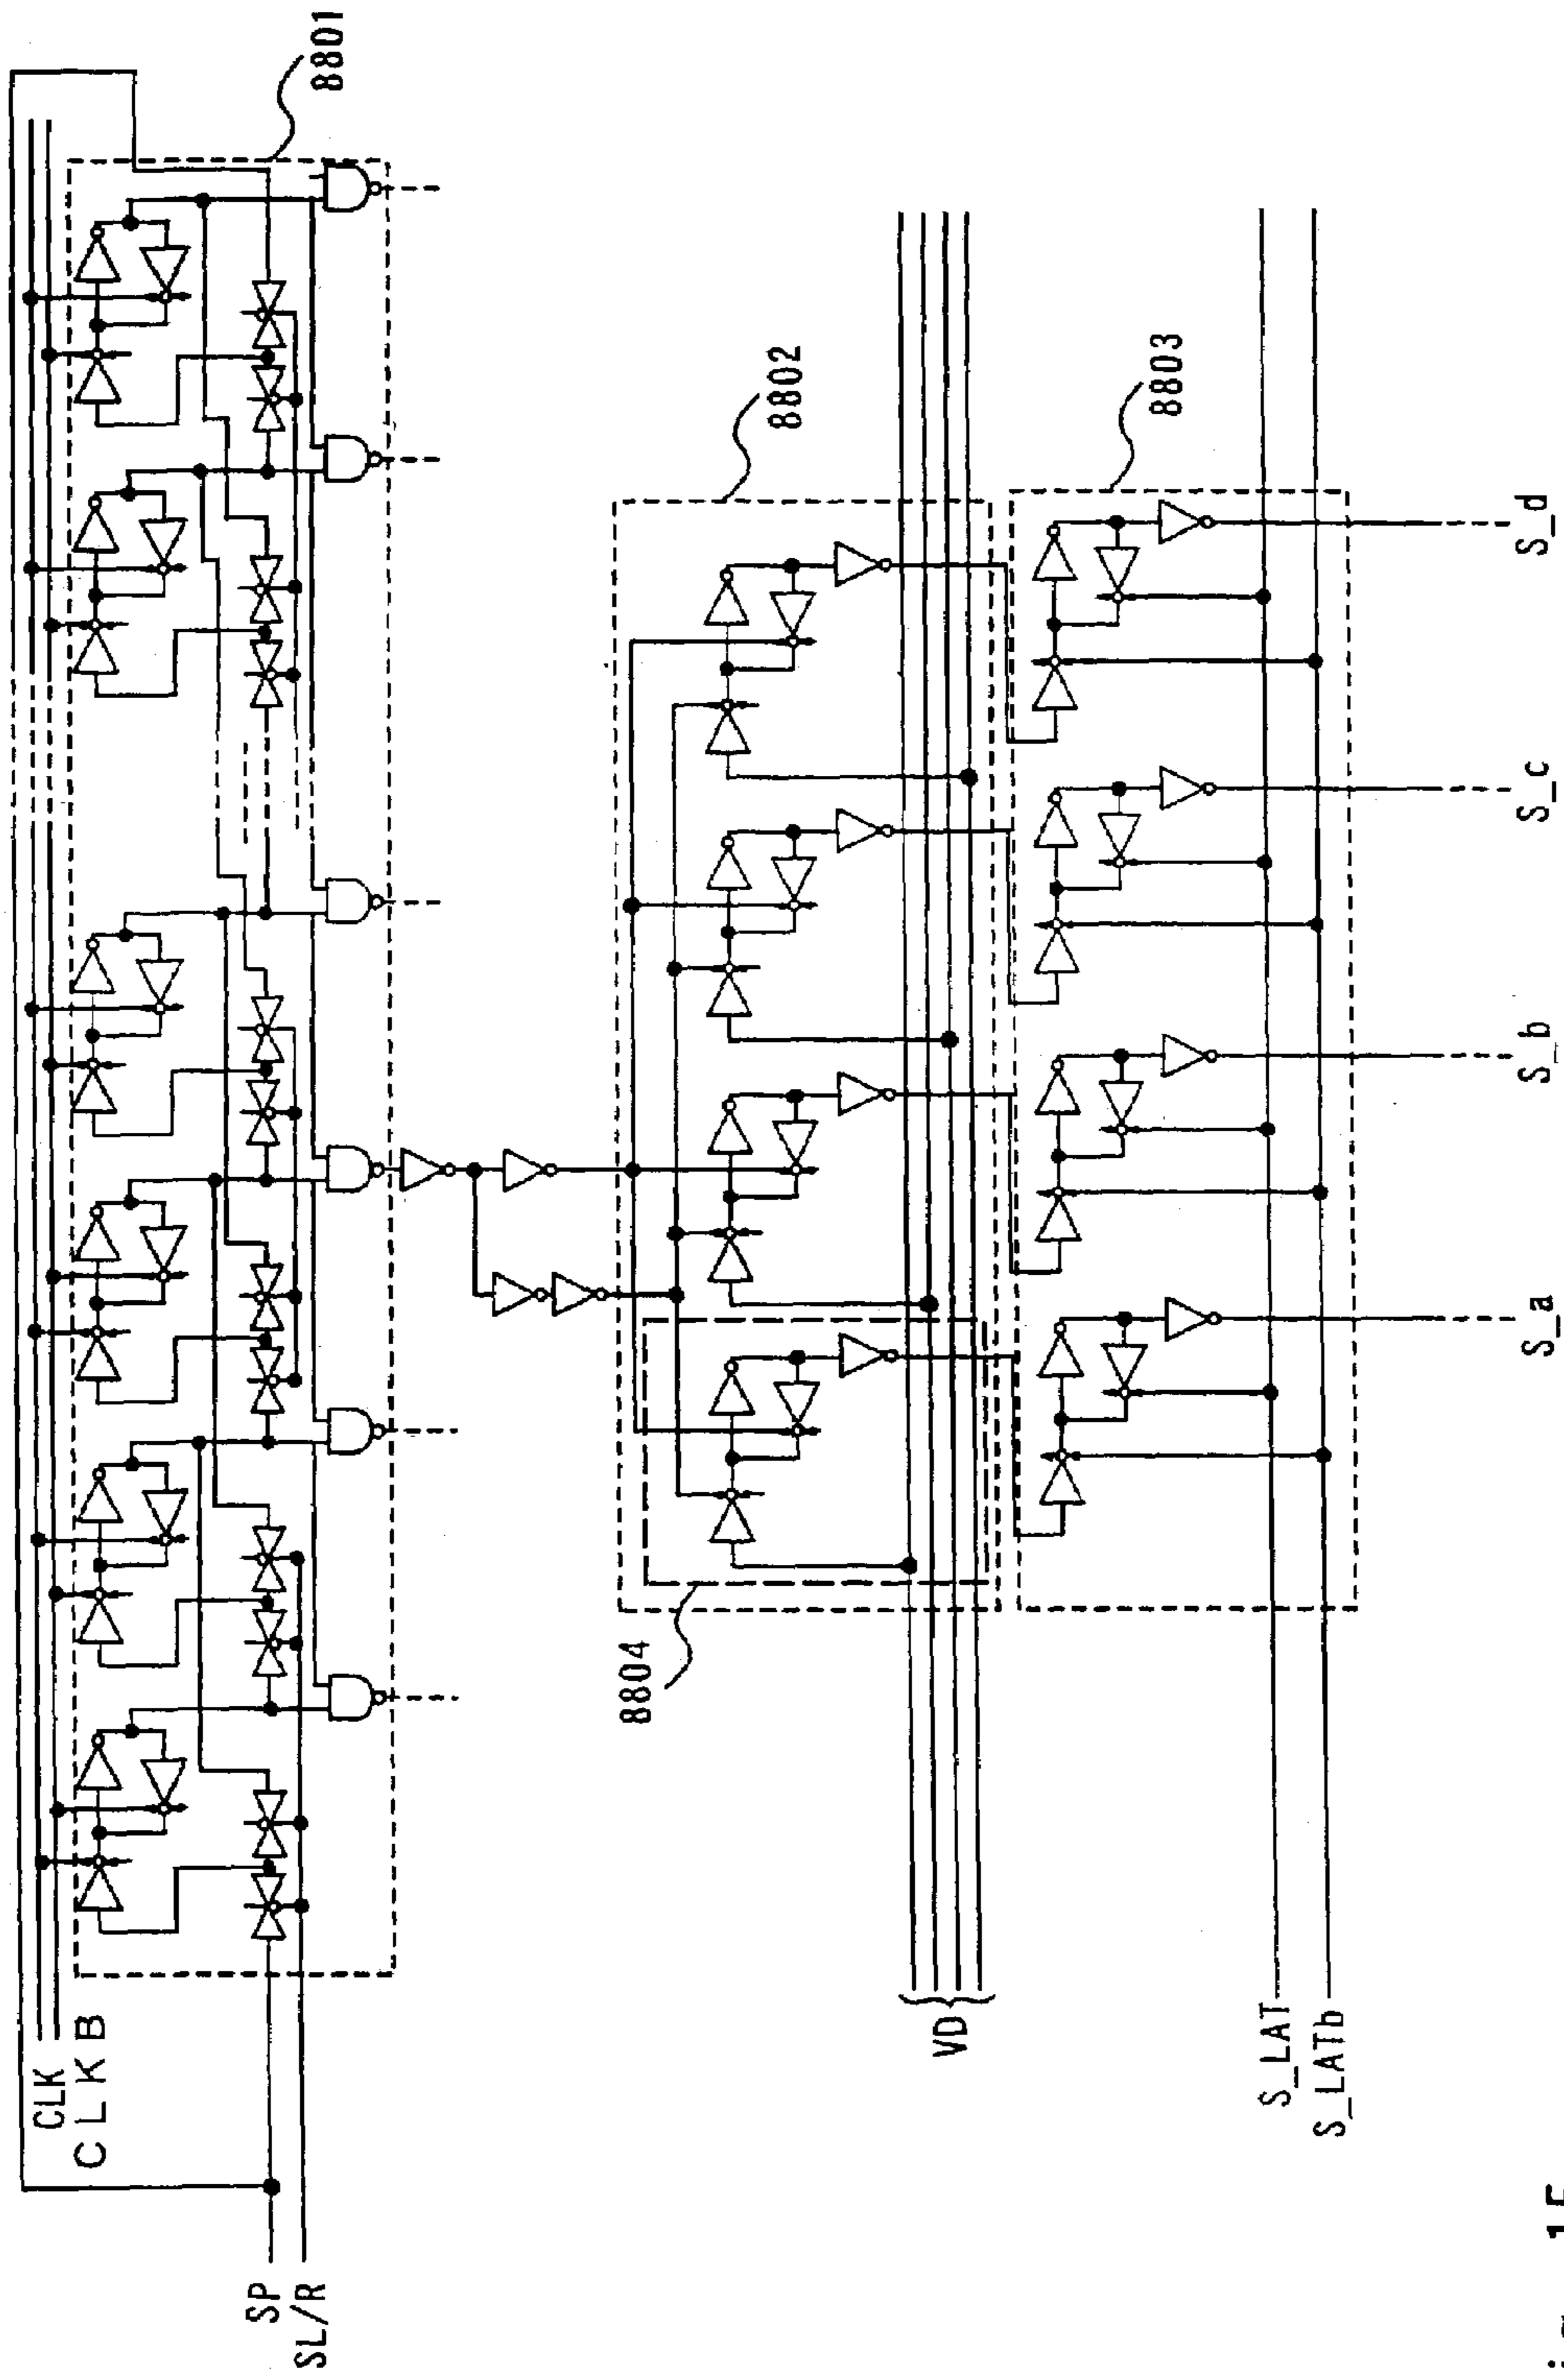 CLK
CLKB
SP
SL/R
8801
8802
8803
8804
VD
S_LAT
S_LATb
S_a
S_b
S_c
S_d